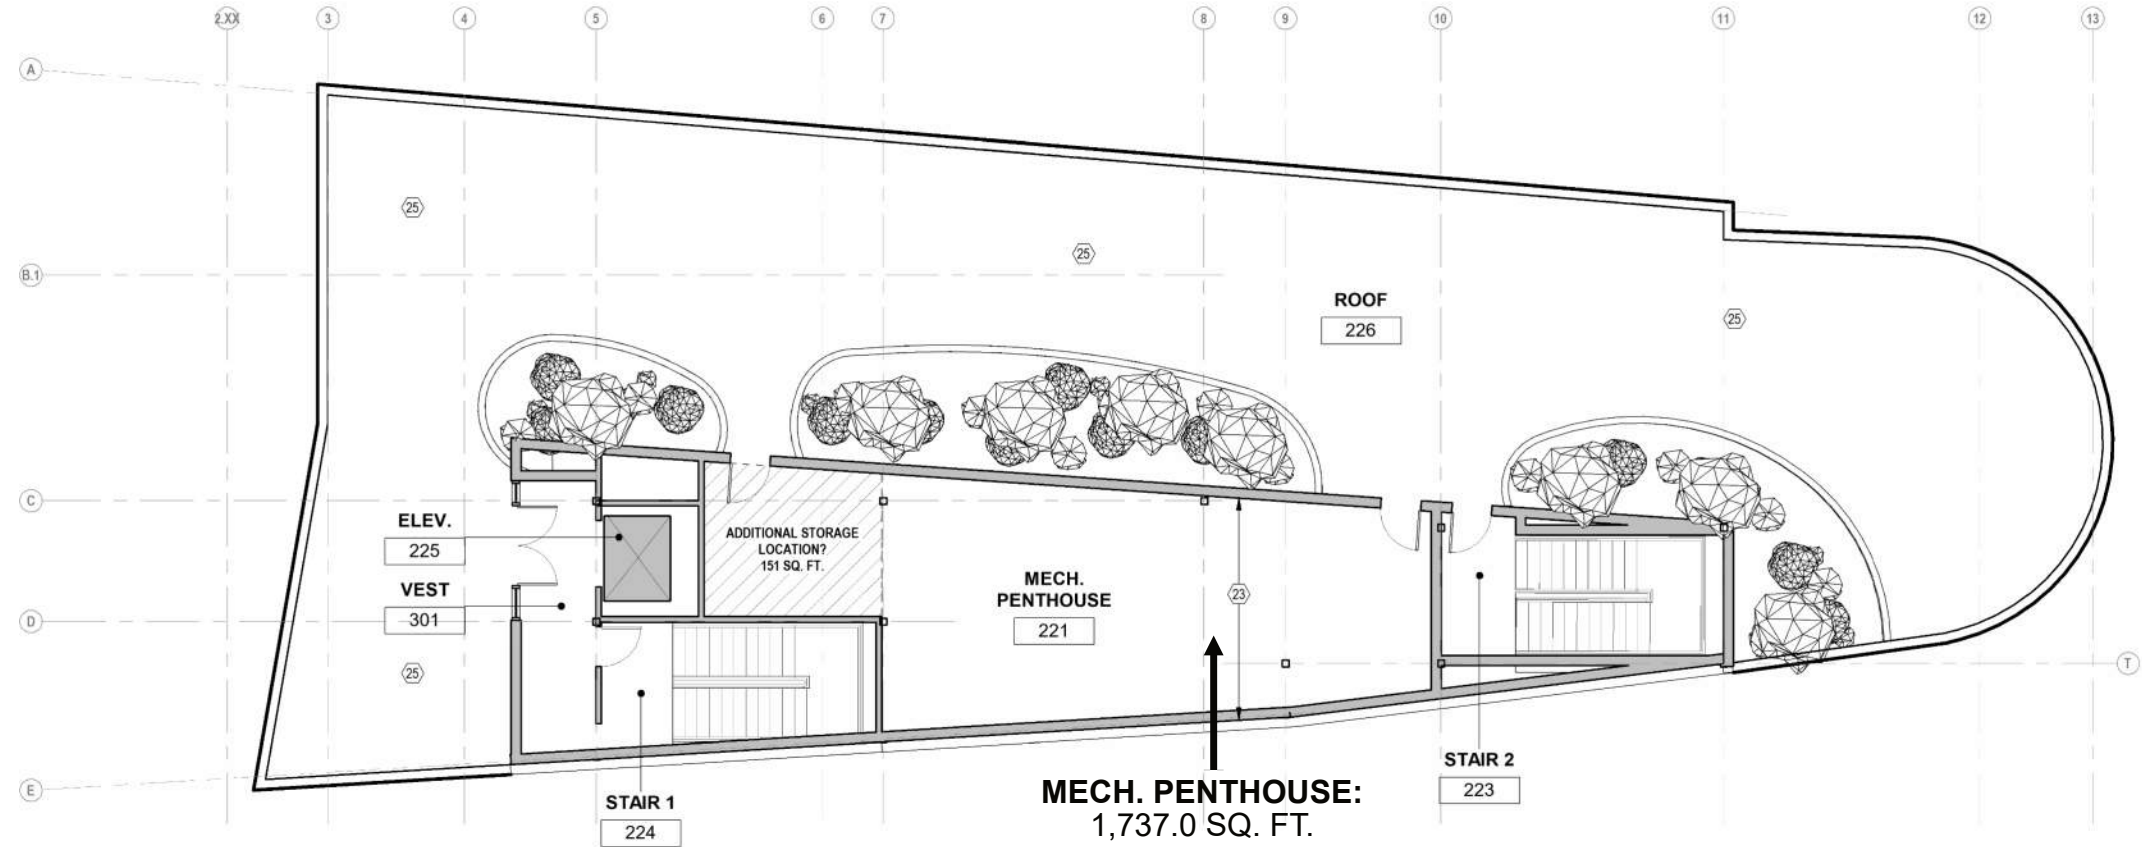 2.XX 3 4 5 6 7 8 9 10 11 12 13
A
25
25
B.1
ROOF
226
25
C
ELEV.
225
ADDITIONAL STORAGE
LOCATION?
151 SQ. FT.
VEST
301
MECH.
PENTHOUSE
221
23
D
T
25
STAIR 2
223
E
STAIR 1
224
MECH. PENTHOUSE:
1,737.0 SQ. FT.